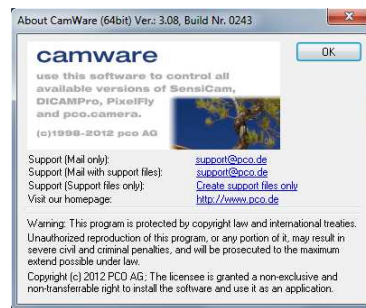 About CamWare (64bit) Ver.: 3.08, Build Nr. 0243
camware
use this software to control all
available versions of SensiCam,
DICAMPro, PixelFly
and pco.camera.
(c)1998-2012 pco AG
OK
Support (Mail only): support@pco.de
Support (Mail with support files): support@pco.de
Support (Support files only): Create support files only
Visit our homepage: http://www.pco.de
Warning: This program is protected by copyright law and international treaties.
Unauthorized reproduction of this program, or any portion of it, may result in
severe civil and criminal penalties, and will be prosecuted to the maximum
extend possible under law.
Copyright (c) 2012 PCO AG; The licensee is granted a non-exclusive and
non-transferrable right to install the software and use it as an application.